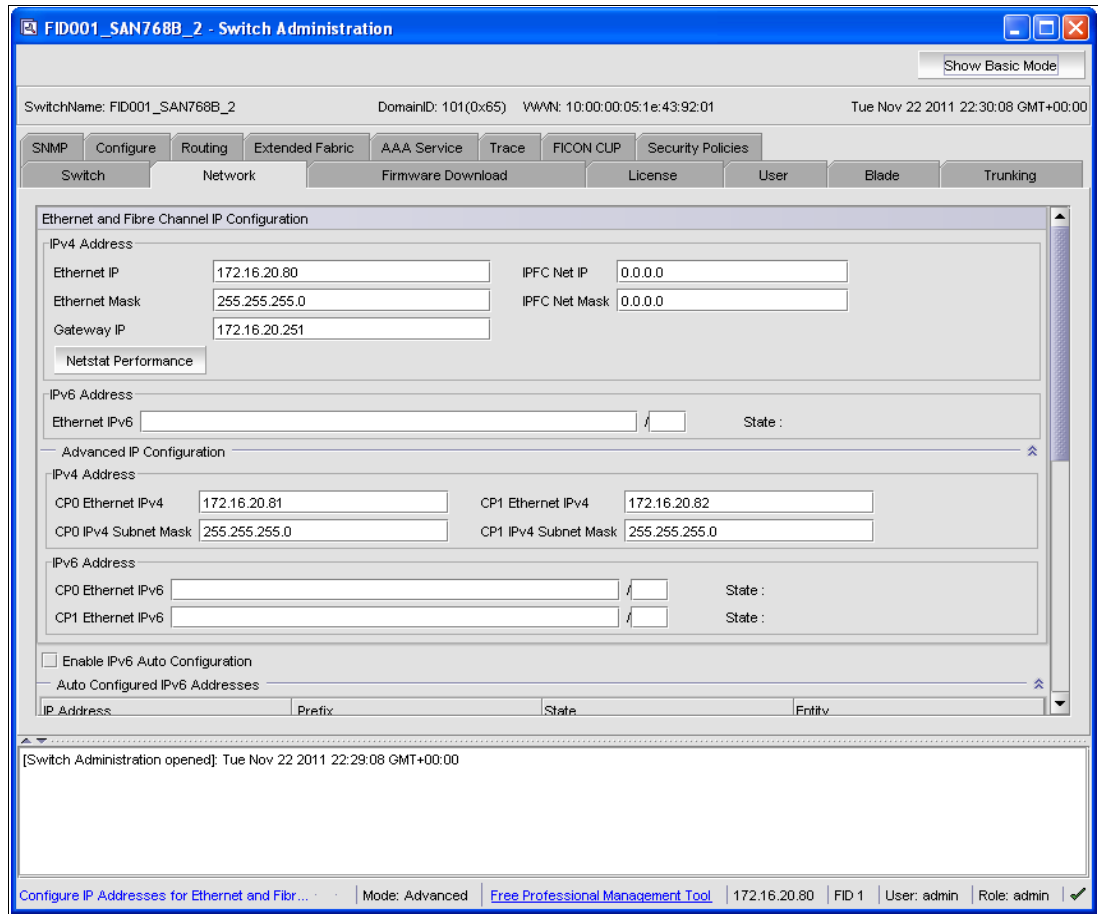 FID001_SAN768B_2 - Switch Administration
Show Basic Mode
SwitchName: FID001_SAN768B_2 DomainID: 101(0x65) WWN: 10:00:00:05:1e:43:92:01 Tue Nov 22 2011 22:30:08 GMT+00:00
SNMP Configure Routing Extended Fabric AAA Service Trace FICON CUP Security Policies
Switch Network Firmware Download License User Blade Trunking
Ethernet and Fibre Channel IP Configuration
IPv4 Address
Ethernet IP 172.16.20.80 IPFC Net IP 0.0.0.0
Ethernet Mask 255.255.255.0 IPFC Net Mask 0.0.0.0
Gateway IP 172.16.20.251
Netstat Performance
IPv6 Address
Ethernet IPv6 / State :
Advanced IP Configuration
IPv4 Address
CP0 Ethernet IPv4 172.16.20.81 CP1 Ethernet IPv4 172.16.20.82
CP0 IPv4 Subnet Mask 255.255.255.0 CP1 IPv4 Subnet Mask 255.255.255.0
IPv6 Address
CP0 Ethernet IPv6 / State :
CP1 Ethernet IPv6 / State :
Enable IPv6 Auto Configuration
Auto Configured IPv6 Addresses
IP Address Prefix State Entity
[Switch Administration opened]: Tue Nov 22 2011 22:29:08 GMT+00:00
Configure IP Addresses for Ethernet and Fibr... Mode: Advanced Free Professional Management Tool 172.16.20.80 FID 1 User: admin Role: admin